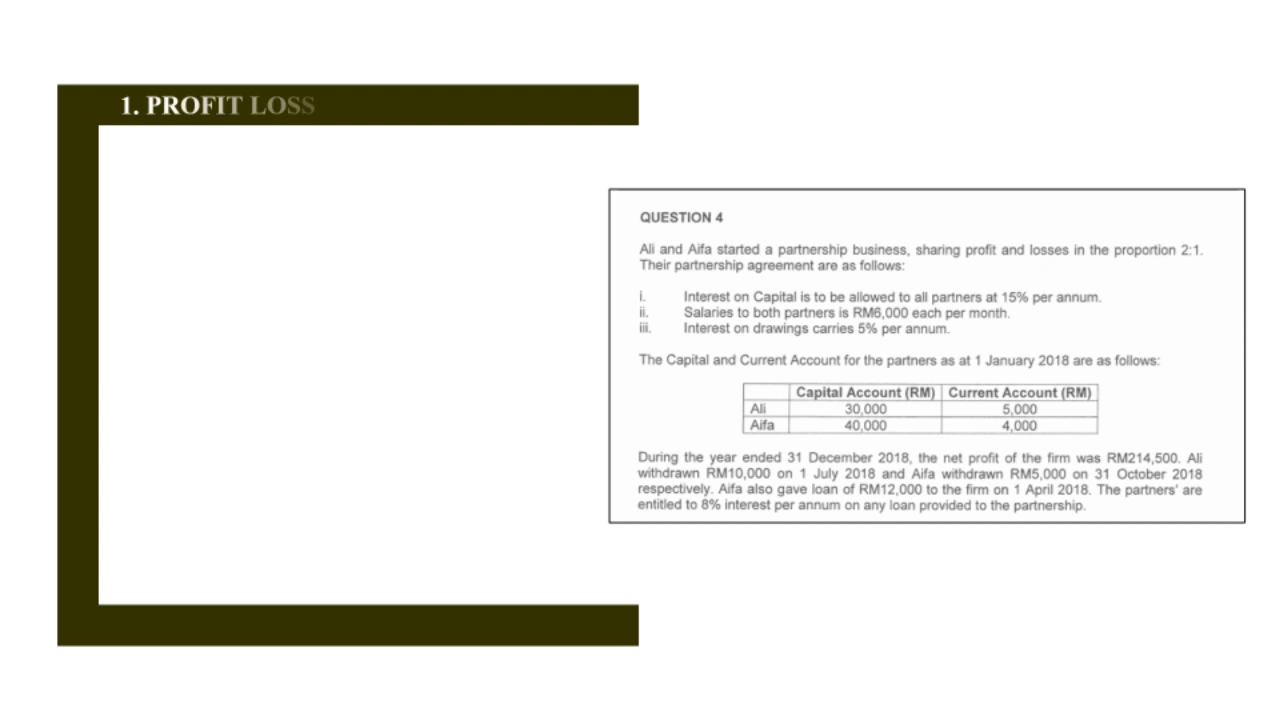 1. PROFIT LOSS
QUESTION 4
Ali and Aifa started a partnership business, sharing profit and losses in the proportion 2:1.
Their partnership agreement are as follows:
i. Interest on Capital is to be allowed to all partners at 15% per annum.
ii. Salaries to both partners is RM6,000 each per month.
iii. Interest on drawings carries 5% per annum.
The Capital and Current Account for the partners as at 1 January 2018 are as follows:
Capital Account (RM) Current Account (RM)
Ali 30,000 5,000
Aifa 40,000 4,000
During the year ended 31 December 2018, the net profit of the firm was RM214,500. Ali
withdrawn RM10,000 on 1 July 2018 and Aifa withdrawn RM5,000 on 31 October 2018
respectively. Aifa also gave loan of RM12,000 to the firm on 1 April 2018. The partners' are
entitled to 8% interest per annum on any loan provided to the partnership.